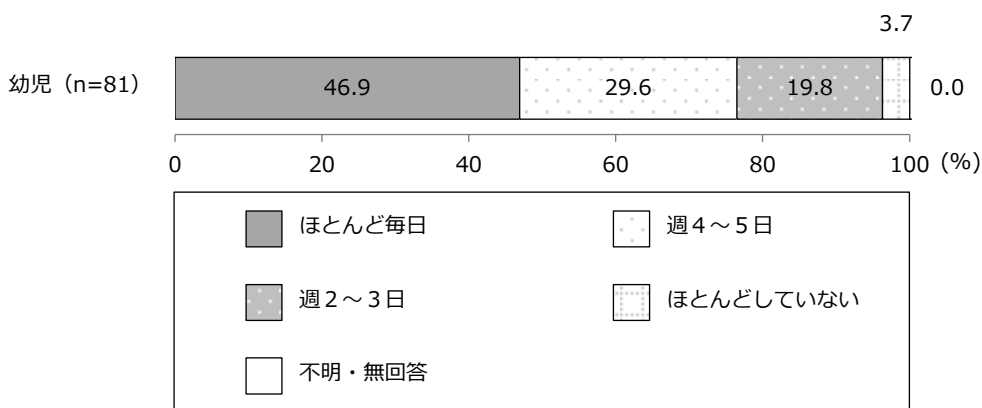 3.7
幼児（n=81）
46.9
29.6
19.8
0.0
0
20
40
60
80
100
(%)
ほとんど毎日
週４～５日
週２～３日
ほとんどしていない
不明・無回答